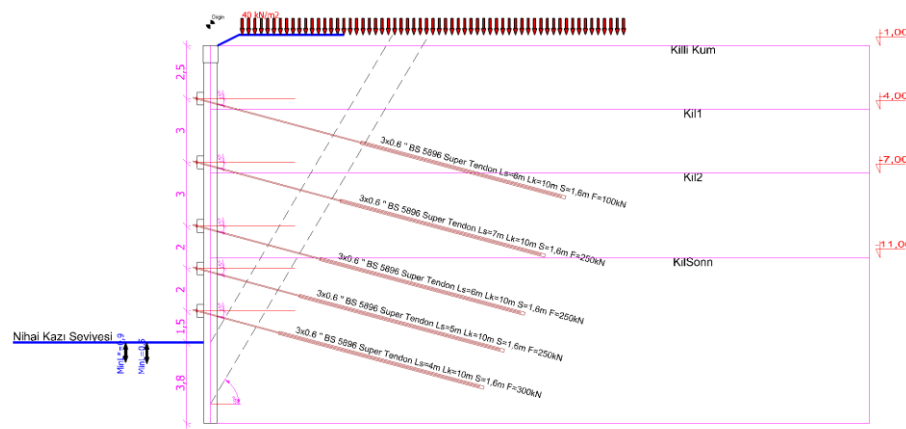 Origin
40 kN/m2
-1,00
Killi Kum
2,5
-4,00
Kil1
3
3x0.6 " BS 5896 Super Tendon Ls=8m Lk=10m S=1,6m F=100kN
-7,00
Kil2
3
3x0.6 " BS 5896 Super Tendon Ls=7m Lk=10m S=1,6m F=250kN
2
-11,00
KilSonn
3x0.6 " BS 5896 Super Tendon Ls=6m Lk=10m S=1,6m F=250kN
2
3x0.6 " BS 5896 Super Tendon Ls=5m Lk=10m S=1,6m F=250kN
1,5
3x0.6 " BS 5896 Super Tendon Ls=4m Lk=10m S=1,6m F=300kN
Nihai Kazı Seviyesi
3,8